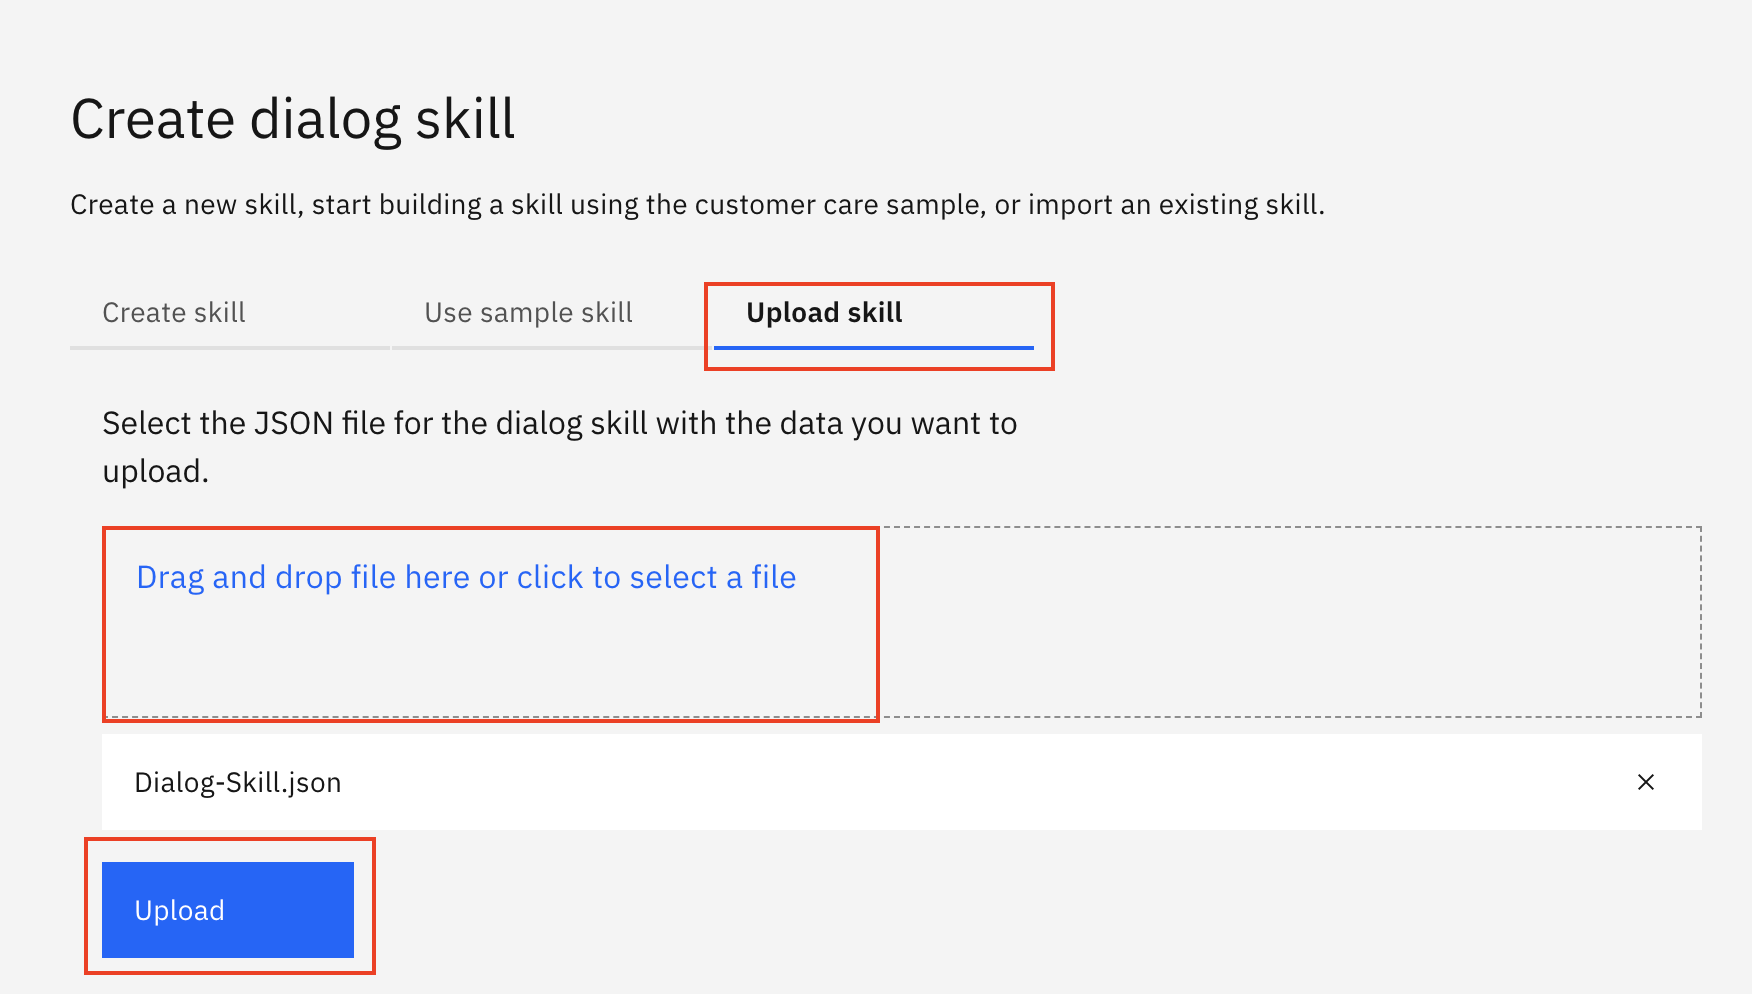 Create dialog skill
Create a new skill, start building a skill using the customer care sample, or import an existing skill.
Create skill
Use sample skill
Upload skill
Select the JSON file for the dialog skill with the data you want to
upload.
Drag and drop file here or click to select a file
Dialog-Skill.json
Upload